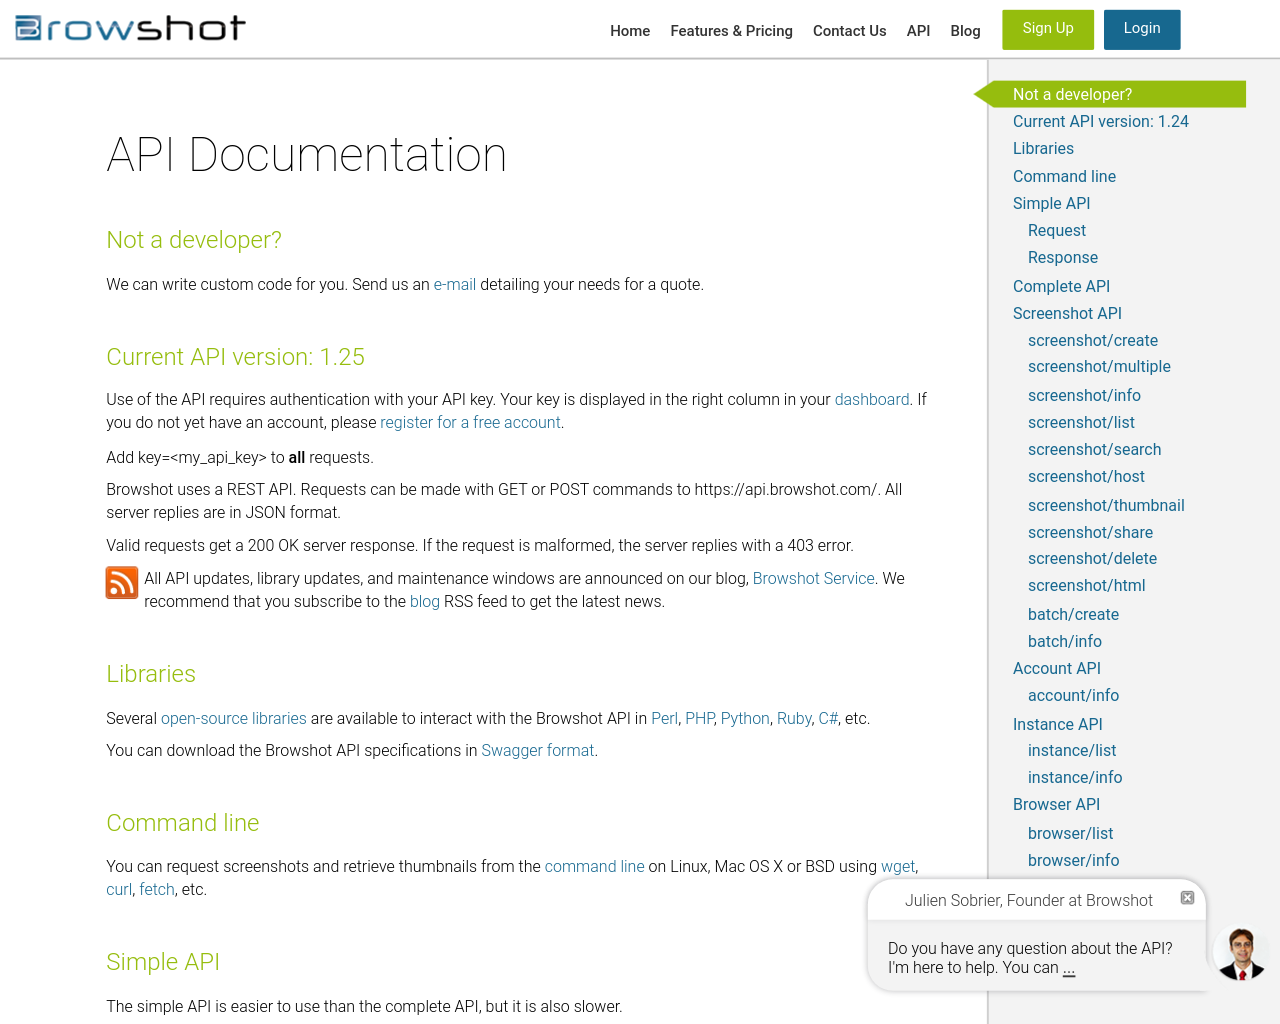 Browshot
Home Features & Pricing Contact Us API Blog Sign Up Login
API Documentation
Not a developer?
We can write custom code for you. Send us an e-mail detailing your needs for a quote.
Current API version: 1.25
Use of the API requires authentication with your API key. Your key is displayed in the right column in your dashboard. If
you do not yet have an account, please register for a free account.
Add key=<my_api_key> to all requests.
Browshot uses a REST API. Requests can be made with GET or POST commands to https://api.browshot.com/. All
server replies are in JSON format.
Valid requests get a 200 OK server response. If the request is malformed, the server replies with a 403 error.
All API updates, library updates, and maintenance windows are announced on our blog, Browshot Service. We
recommend that you subscribe to the blog RSS feed to get the latest news.
Libraries
Several open-source libraries are available to interact with the Browshot API in Perl, PHP, Python, Ruby, C#, etc.
You can download the Browshot API specifications in Swagger format.
Command line
You can request screenshots and retrieve thumbnails from the command line on Linux, Mac OS X or BSD using wget,
curl, fetch, etc.
Simple API
The simple API is easier to use than the complete API, but it is also slower.
Not a developer?
Current API version: 1.24
Libraries
Command line
Simple API
Request
Response
Complete API
Screenshot API
screenshot/create
screenshot/multiple
screenshot/info
screenshot/list
screenshot/search
screenshot/host
screenshot/thumbnail
screenshot/share
screenshot/delete
screenshot/html
batch/create
batch/info
Account API
account/info
Instance API
instance/list
instance/info
Browser API
browser/list
browser/info
Julien Sobrier, Founder at Browshot
Do you have any question about the API?
I'm here to help. You can ...